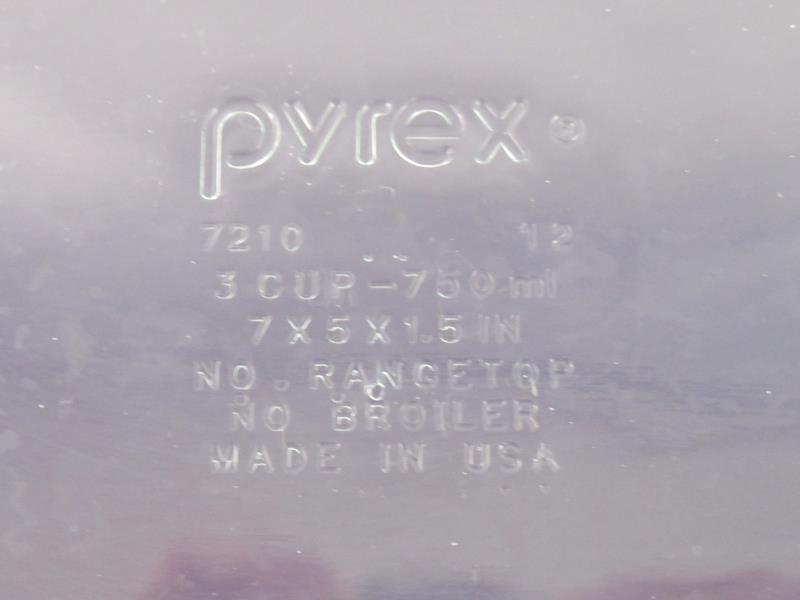 pyrex®
7210 12
3 CUP - 750 ml
7 X 5 X 1.5 IN
NO. RANGETOP
NO BROILER
MADE IN USA